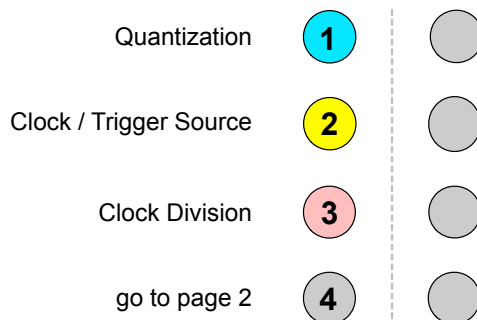 Quantization 1
Clock / Trigger Source 2
Clock Division 3
go to page 2 4